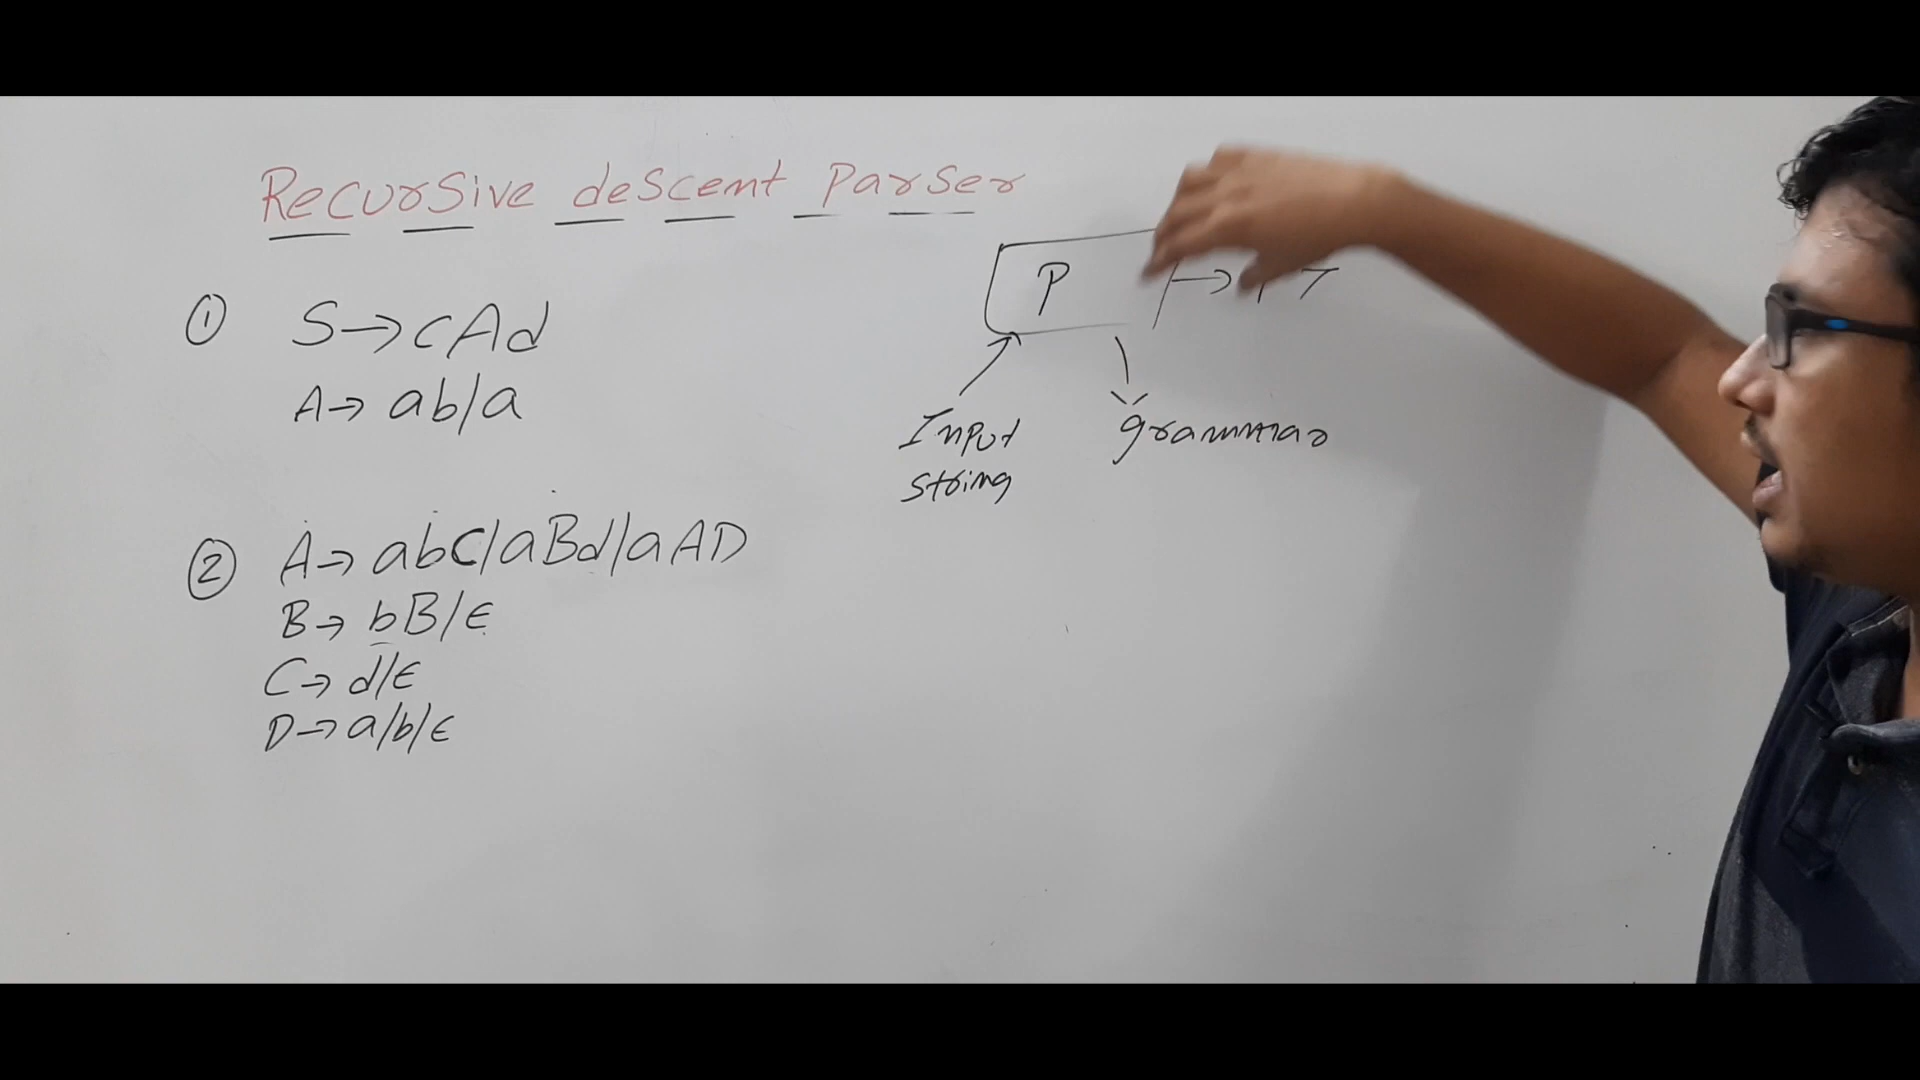 Recursive descent parser
① S→cAd
A→ab/a
② A→abC/aBd/aAD
B→bB/ε
C→d/ε
D→a/b/ε
P →
Input
string
grammar